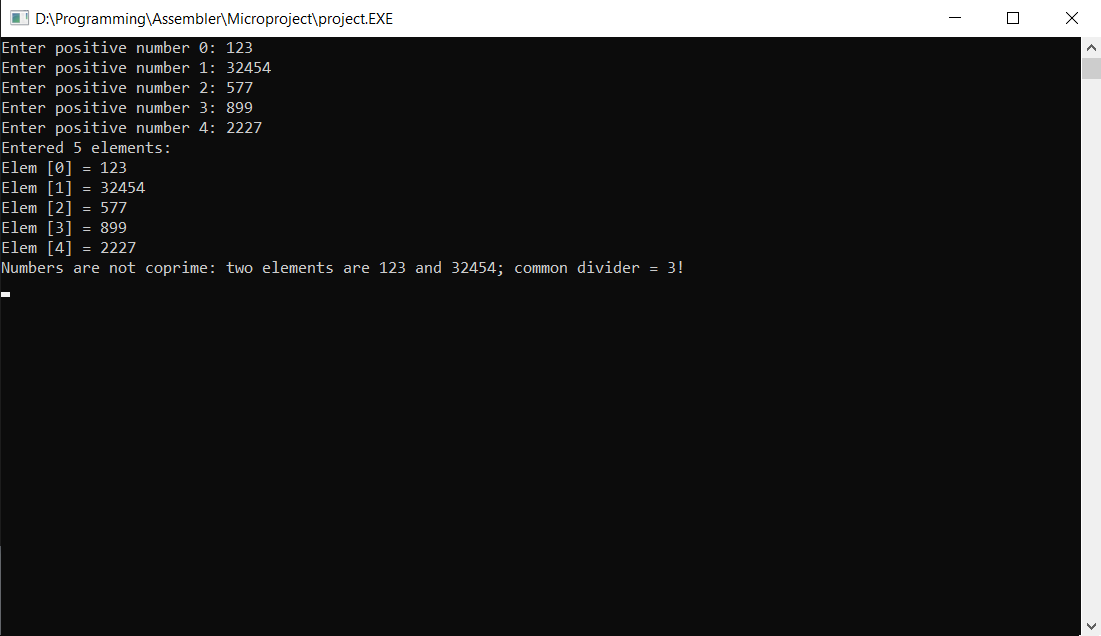 D:\Programming\Assembler\Microproject\project.EXE
Enter positive number 0: 123
Enter positive number 1: 32454
Enter positive number 2: 577
Enter positive number 3: 899
Enter positive number 4: 2227
Entered 5 elements:
Elem [0] = 123
Elem [1] = 32454
Elem [2] = 577
Elem [3] = 899
Elem [4] = 2227
Numbers are not coprime: two elements are 123 and 32454; common divider = 3!